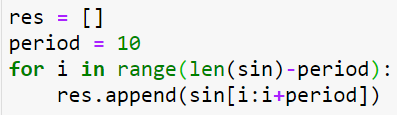 res = []
period = 10
for i in range(len(sin)-period):
    res.append(sin[i:i+period])